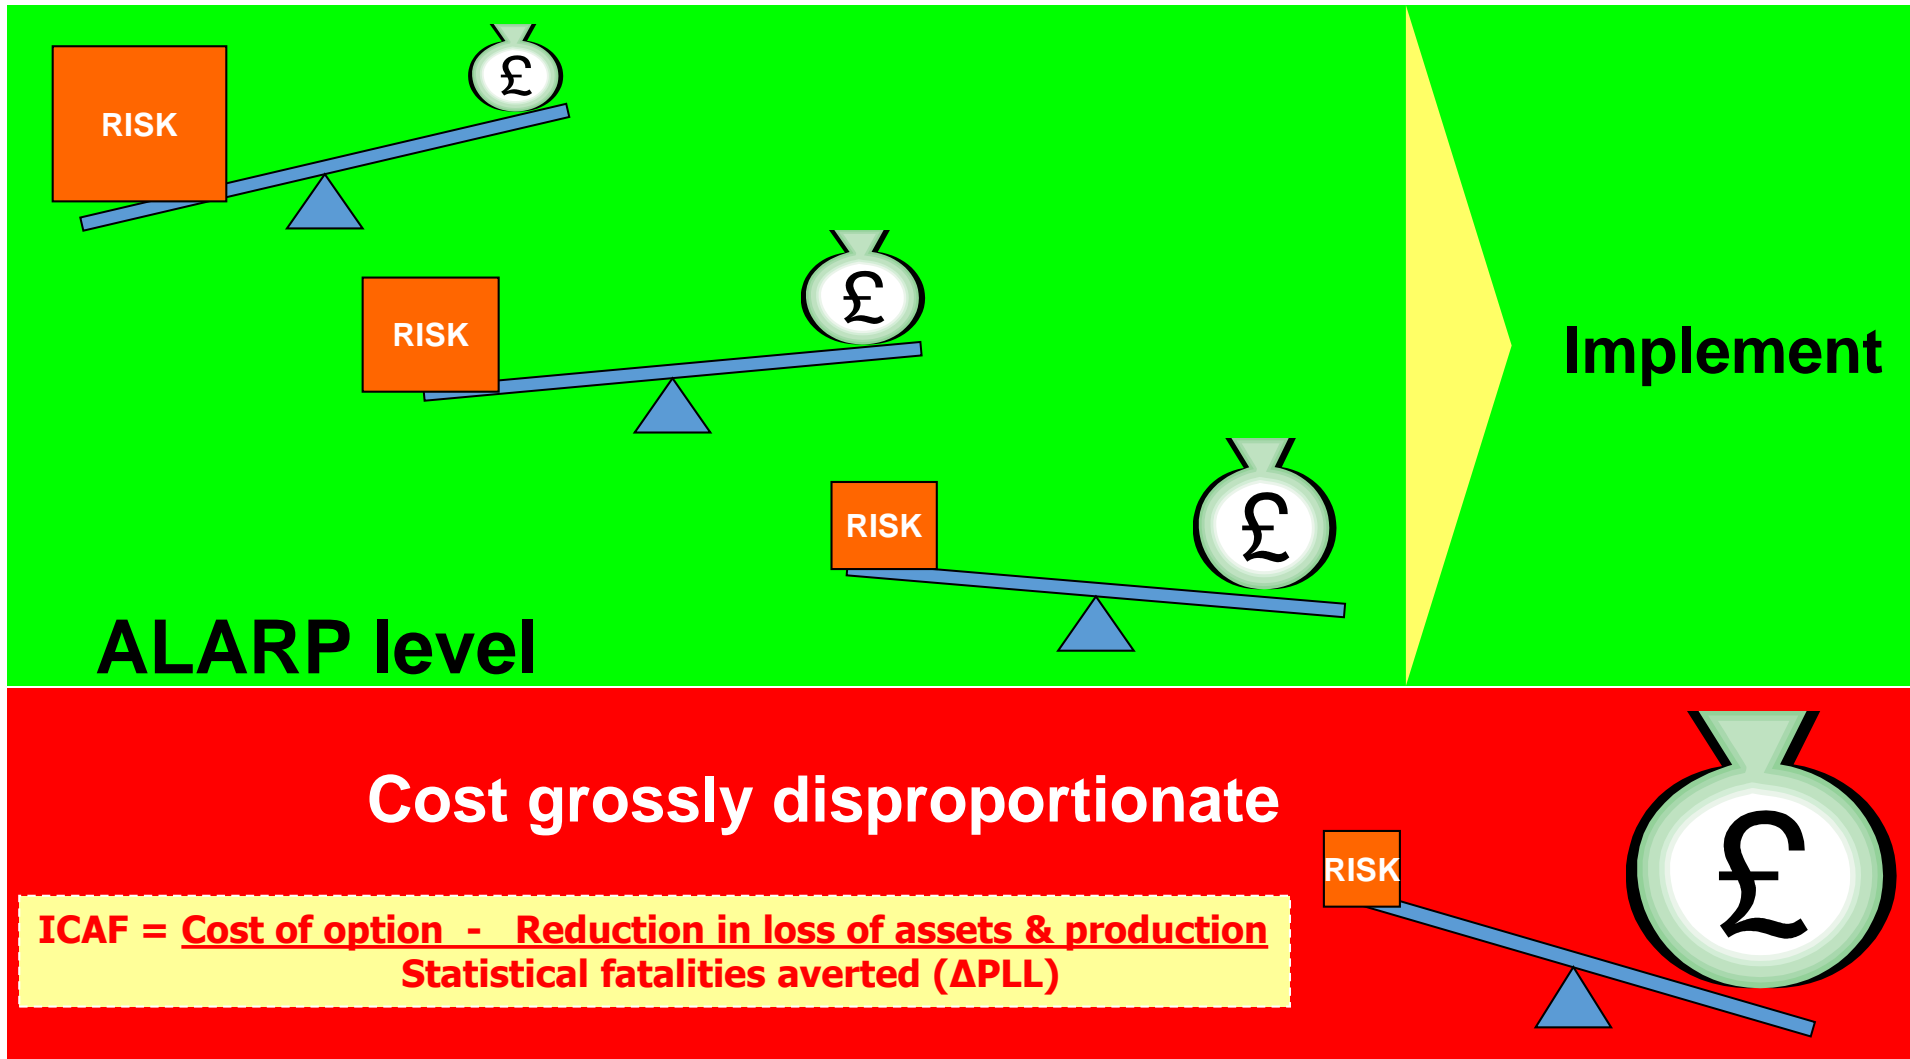 RISK
£
RISK
£
Implement
RISK
£
ALARP level
Cost grossly disproportionate
RISK
£
ICAF = Cost of option - Reduction in loss of assets & production
Statistical fatalities averted (ΔPLL)